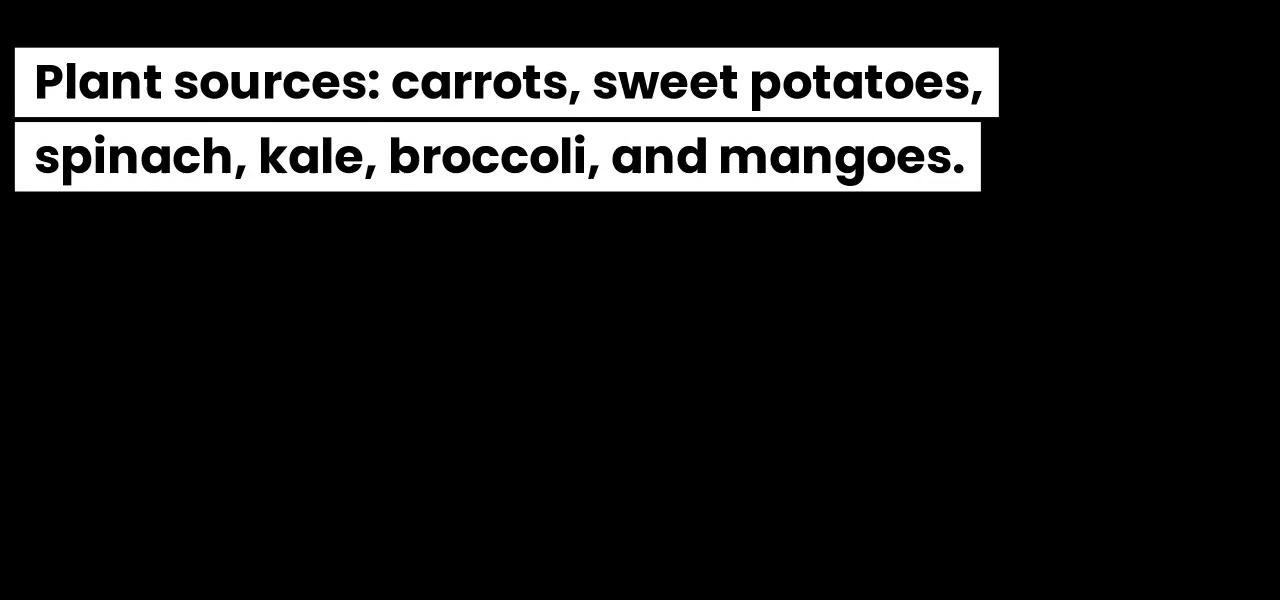 Plant sources: carrots, sweet potatoes,
spinach, kale, broccoli, and mangoes.